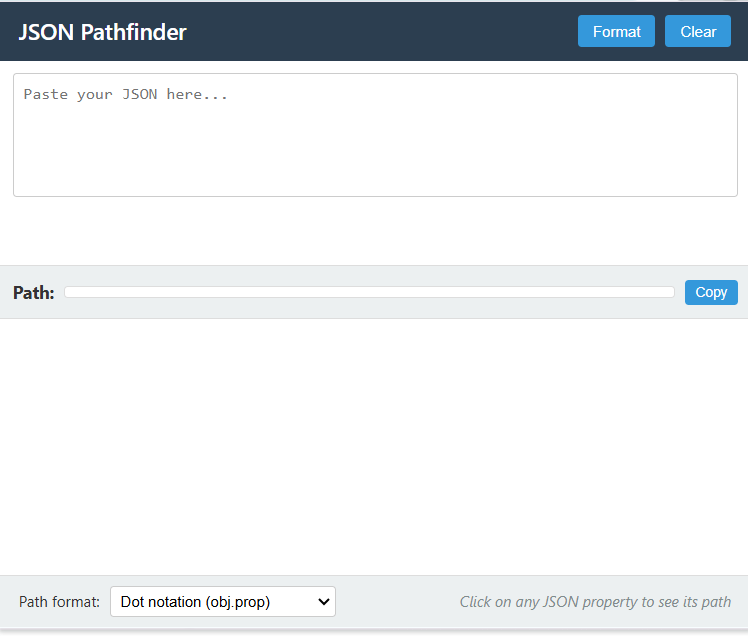 JSON Pathfinder
Format
Clear
Paste your JSON here...
Path:
Copy
Path format:
Dot notation (obj.prop)
Click on any JSON property to see its path